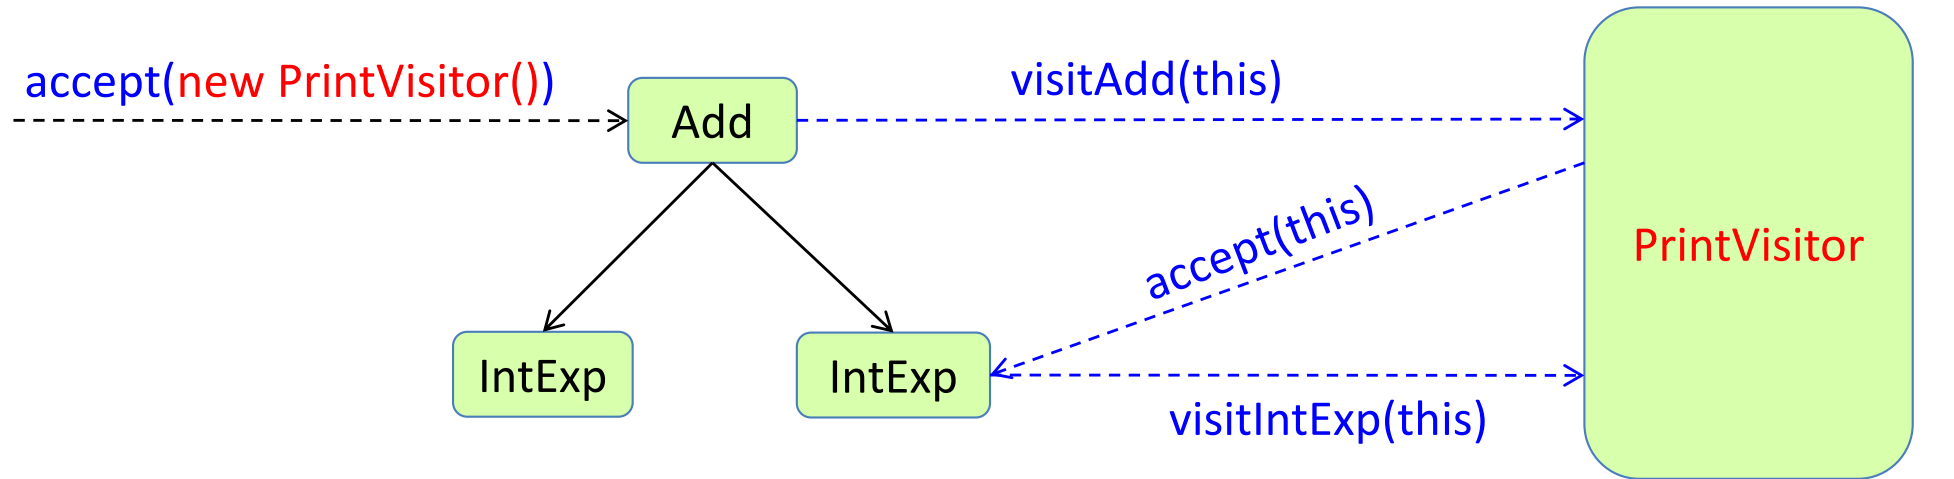 accept(new PrintVisitor())
Add
visitAdd(this)
accept(this)
PrintVisitor
IntExp
IntExp
visitIntExp(this)